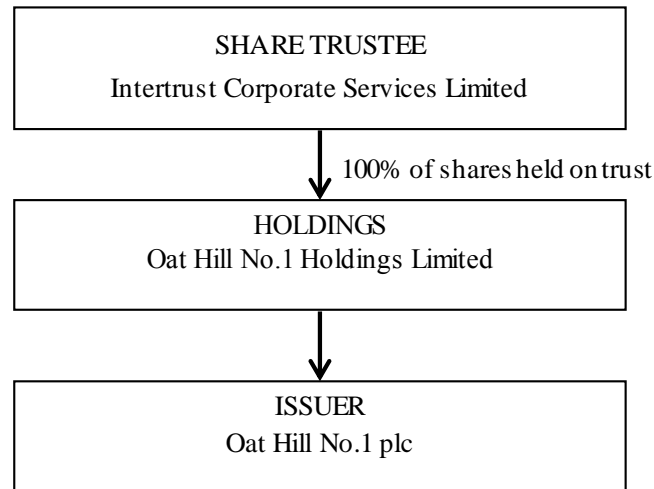 SHARE TRUSTEE
Intertrust Corporate Services Limited
100% of shares held on trust
HOLDINGS
Oat Hill No.1 Holdings Limited
ISSUER
Oat Hill No.1 plc